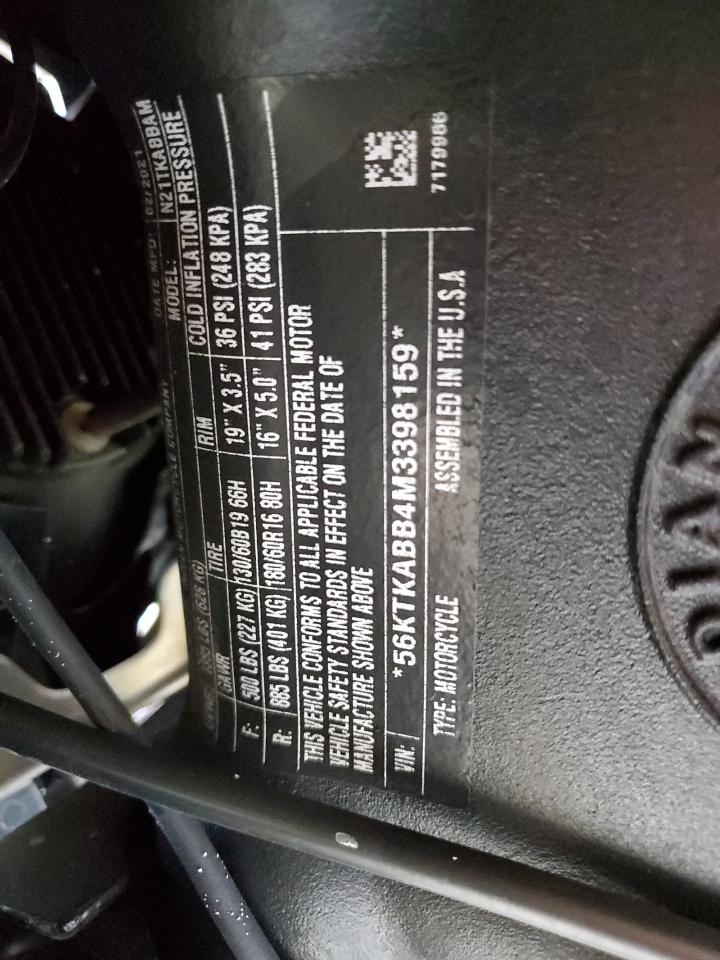 DATE MFD: 02/2021
MODEL: N21TKABBAM
GAWR TIRE RIM COLD INFLATION PRESSURE
F: 500 LBS (227 KG) 130/60B19 66H 19" X 3.5" 36 PSI (248 KPA)
R: 885 LBS (401 KG) 180/60R16 80H 16" X 5.0" 41 PSI (283 KPA)
THIS VEHICLE CONFORMS TO ALL APPLICABLE FEDERAL MOTOR
VEHICLE SAFETY STANDARDS IN EFFECT ON THE DATE OF
MANUFACTURE SHOWN ABOVE
VIN: *56KTKABB4M3398159*
TYPE: MOTORCYCLE ASSEMBLED IN THE U.S.A
7179986